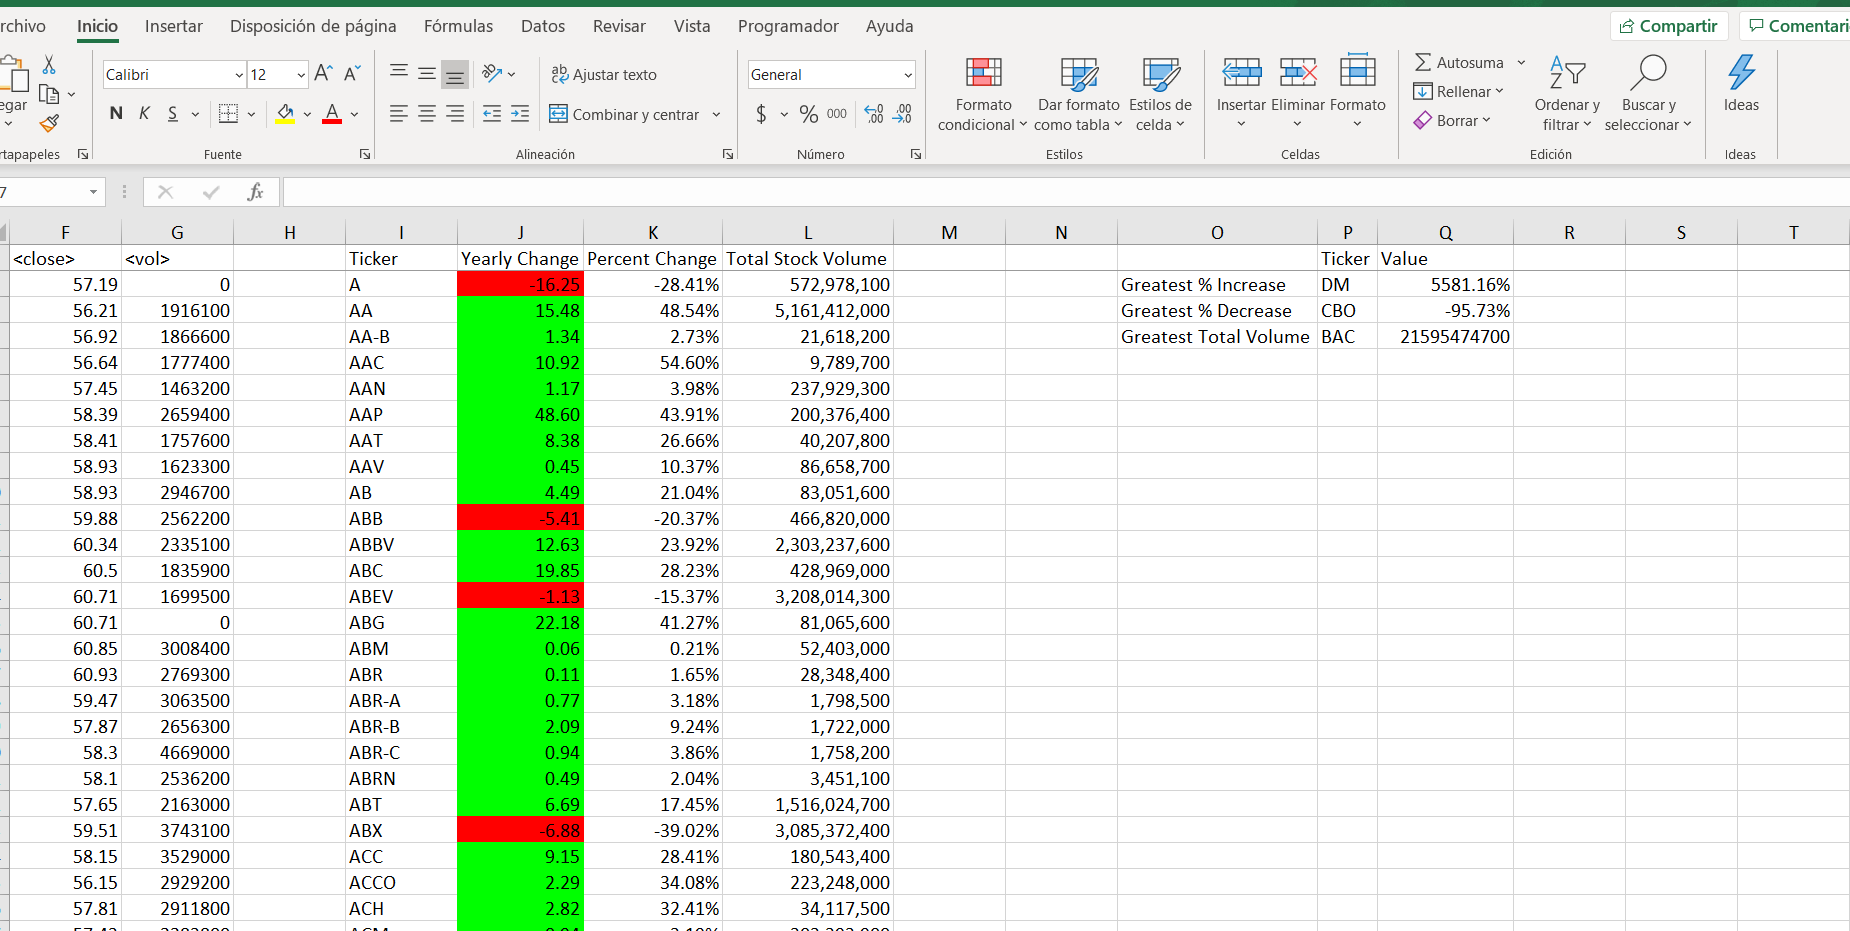 rchivo Inicio Insertar Disposición de página Fórmulas Datos Revisar Vista Programador Ayuda Compartir Comentari
Calibri 12 A A ab c Ajustar texto General Autosuma
egar Rellenar
N K S A Combinar y centrar $ % 000 Formato condicional Dar formato como tabla Estilos de celda Insertar Eliminar Formato Borrar Ordenar y filtrar Buscar y seleccionar Ideas
rtapapeles Fuente Alineación Número Estilos Celdas Edición Ideas
7 fx
F G H I J K L M N O P Q R S T
<close> <vol> Ticker Yearly Change Percent Change Total Stock Volume Ticker Value
57.19 0 A -16.25 -28.41% 572,978,100 Greatest % Increase DM 5581.16%
56.21 1916100 AA 15.48 48.54% 5,161,412,000 Greatest % Decrease CBO -95.73%
56.92 1866600 AA-B 1.34 2.73% 21,618,200 Greatest Total Volume BAC 21595474700
56.64 1777400 AAC 10.92 54.60% 9,789,700
57.45 1463200 AAN 1.17 3.98% 237,929,300
58.39 2659400 AAP 48.60 43.91% 200,376,400
58.41 1757600 AAT 8.38 26.66% 40,207,800
58.93 1623300 AAV 0.45 10.37% 86,658,700
58.93 2946700 AB 4.49 21.04% 83,051,600
59.88 2562200 ABB -5.41 -20.37% 466,820,000
60.34 2335100 ABBV 12.63 23.92% 2,303,237,600
60.5 1835900 ABC 19.85 28.23% 428,969,000
60.71 1699500 ABEV -1.13 -15.37% 3,208,014,300
60.71 0 ABG 22.18 41.27% 81,065,600
60.85 3008400 ABM 0.06 0.21% 52,403,000
60.93 2769300 ABR 0.11 1.65% 28,348,400
59.47 3063500 ABR-A 0.77 3.18% 1,798,500
57.87 2656300 ABR-B 2.09 9.24% 1,722,000
58.3 4669000 ABR-C 0.94 3.86% 1,758,200
58.1 2536200 ABRN 0.49 2.04% 3,451,100
57.65 2163000 ABT 6.69 17.45% 1,516,024,700
59.51 3743100 ABX -6.88 -39.02% 3,085,372,400
58.15 3529000 ACC 9.15 28.41% 180,543,400
56.15 2929200 ACCO 2.29 34.08% 223,248,000
57.81 2911800 ACH 2.82 32.41% 34,117,500